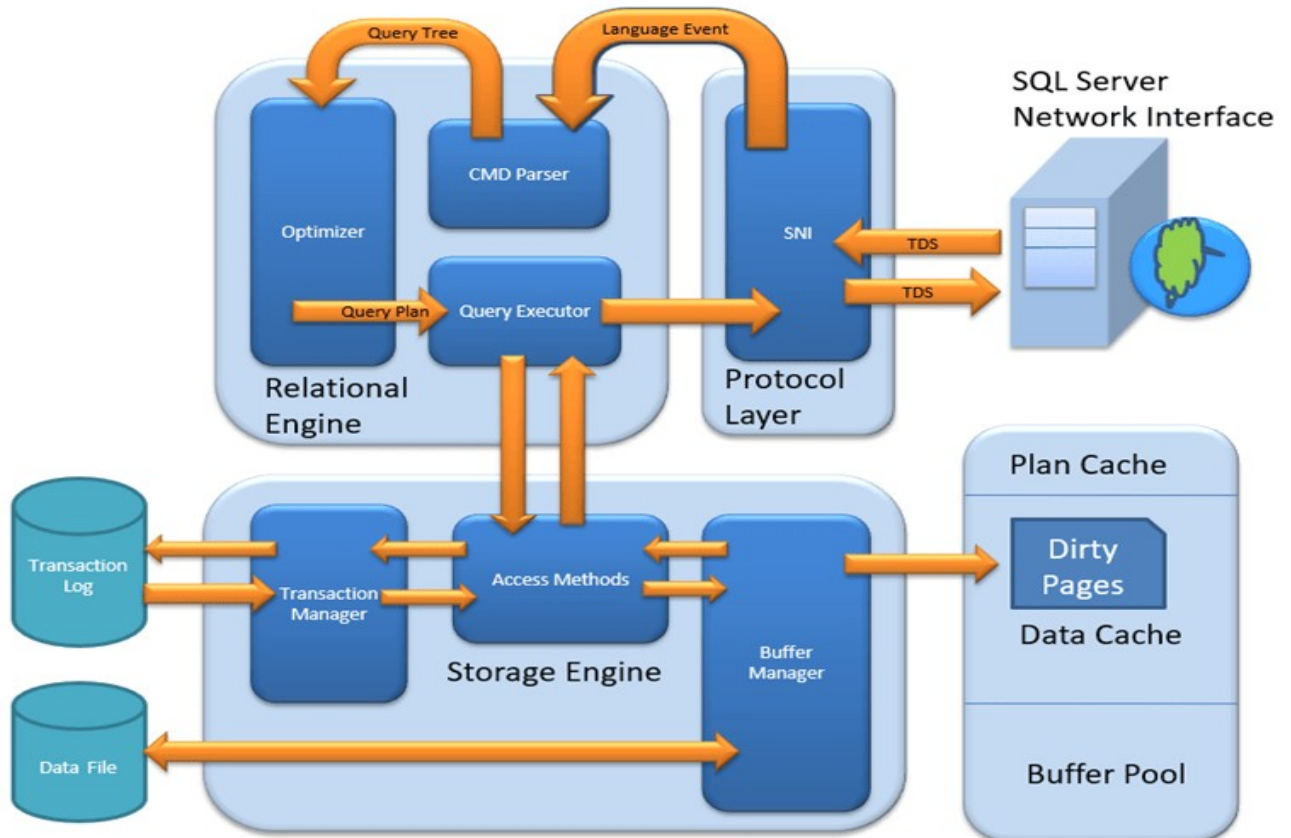 Query Tree
Language Event
SQL Server
Network Interface
CMD Parser
Optimizer
SNI
TDS
TDS
Query Plan
Query Executor
Relational
Engine
Protocol
Layer
Plan Cache
Dirty
Pages
Data Cache
Buffer Pool
Transaction
Log
Transaction
Manager
Access Methods
Storage Engine
Buffer
Manager
Data File